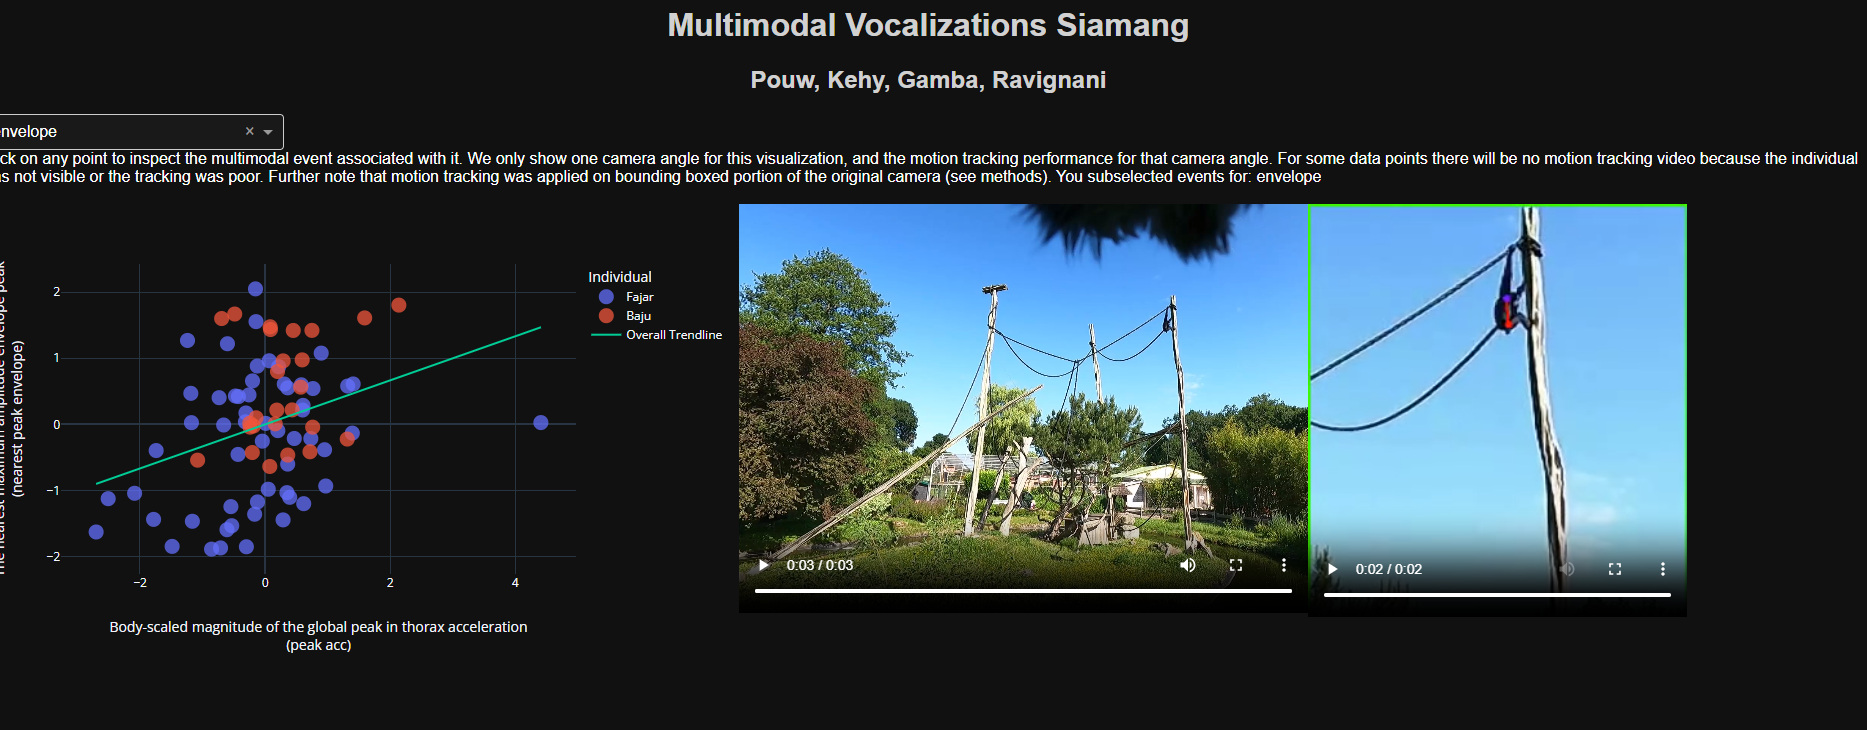 Multimodal Vocalizations Siamang
Pouw, Kehy, Gamba, Ravignani
envelope
ck on any point to inspect the multimodal event associated with it. We only show one camera angle for this visualization, and the motion tracking performance for that camera angle. For some data points there will be no motion tracking video because the individual
s not visible or the tracking was poor. Further note that motion tracking was applied on bounding boxed portion of the original camera (see methods). You subselected events for: envelope
nearest maximum amplitude envelope peak
(nearest peak envelope)
2
1
0
−1
−2
−2
0
2
4
Body-scaled magnitude of the global peak in thorax acceleration
(peak acc)
Individual
Fajar
Baju
Overall Trendline
0:03 / 0:03
0:02 / 0:02